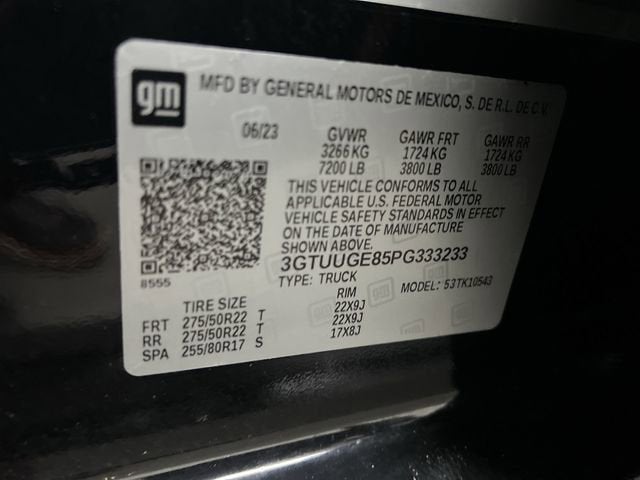 gm MFD BY GENERAL MOTORS DE MEXICO, S. DE R.L. DE C.V.
06/23 GVWR GAWR FRT GAWR RR
3266 KG 1724 KG 1724 KG
7200 LB 3800 LB 3800 LB
THIS VEHICLE CONFORMS TO ALL
APPLICABLE U.S. FEDERAL MOTOR
VEHICLE SAFETY STANDARDS IN EFFECT
ON THE DATE OF MANUFACTURE
SHOWN ABOVE.
3GTUUGE85PG333233
8555 TYPE: TRUCK MODEL: 53TK10543
TIRE SIZE RIM
FRT 275/50R22 T 22X9J
RR 275/50R22 T 22X9J
SPA 255/80R17 S 17X8J